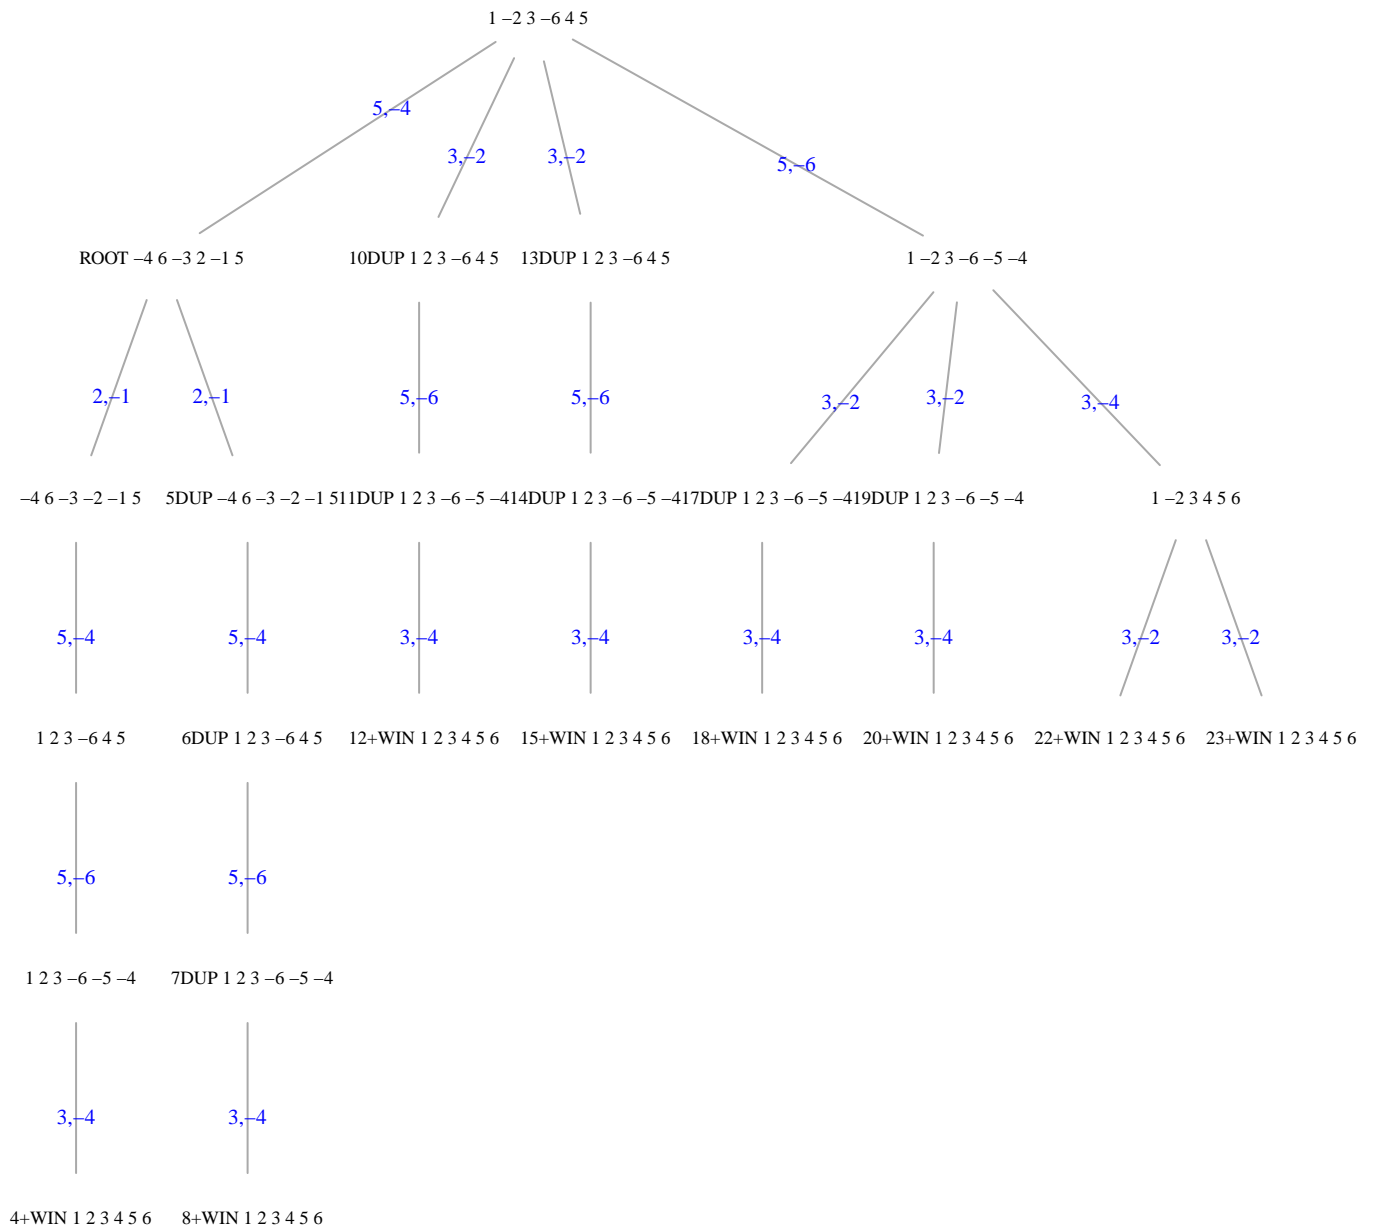 1 –2 3 –6 4 5
5,–4
3,–2 3,–2
5,–6
ROOT –4 6 –3 2 –1 5 10DUP 1 2 3 –6 4 5 13DUP 1 2 3 –6 4 5 1 –2 3 –6 –5 –4
2,–1 2,–1 5,–6 5,–6 3,–2 3,–2 3,–4
–4 6 –3 –2 –1 5 5DUP –4 6 –3 –2 –1 511DUP 1 2 3 –6 –5 –414DUP 1 2 3 –6 –5 –417DUP 1 2 3 –6 –5 –419DUP 1 2 3 –6 –5 –4 1 –2 3 4 5 6
5,–4 5,–4 3,–4 3,–4 3,–4 3,–4 3,–2 3,–2
1 2 3 –6 4 5 6DUP 1 2 3 –6 4 5 12+WIN 1 2 3 4 5 6 15+WIN 1 2 3 4 5 6 18+WIN 1 2 3 4 5 6 20+WIN 1 2 3 4 5 6 22+WIN 1 2 3 4 5 6 23+WIN 1 2 3 4 5 6
5,–6 5,–6
1 2 3 –6 –5 –4 7DUP 1 2 3 –6 –5 –4
3,–4 3,–4
4+WIN 1 2 3 4 5 6 8+WIN 1 2 3 4 5 6